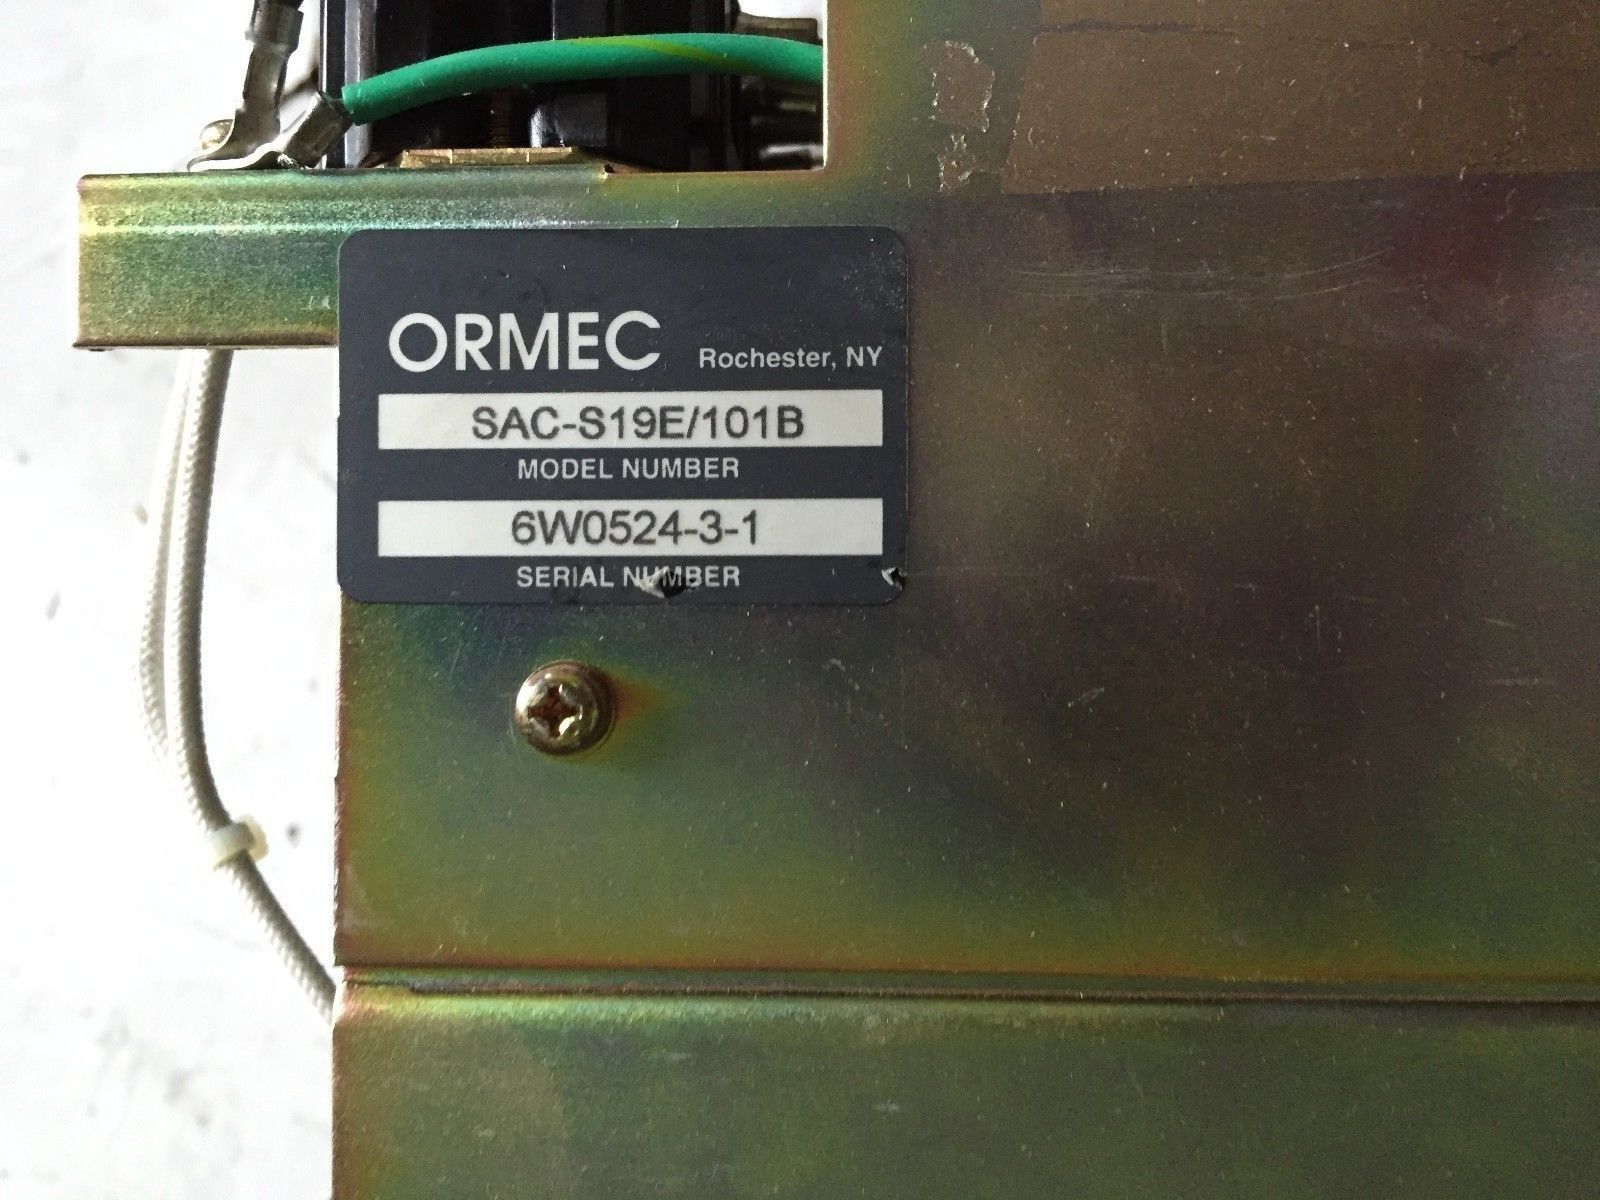 ORMEC Rochester, NY
SAC-S19E/101B
MODEL NUMBER
6W0524-3-1
SERIAL NUMBER